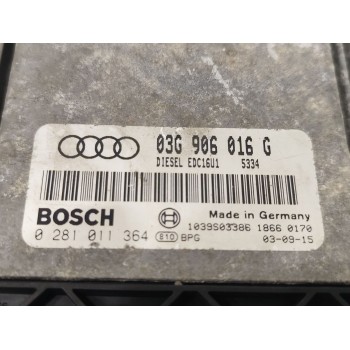 03G 906 016 G
DIESEL EDC16U1 5334
BOSCH
Made in Germany
0 281 011 364
1039S03386 1866 0170
810 BPG 03-09-15